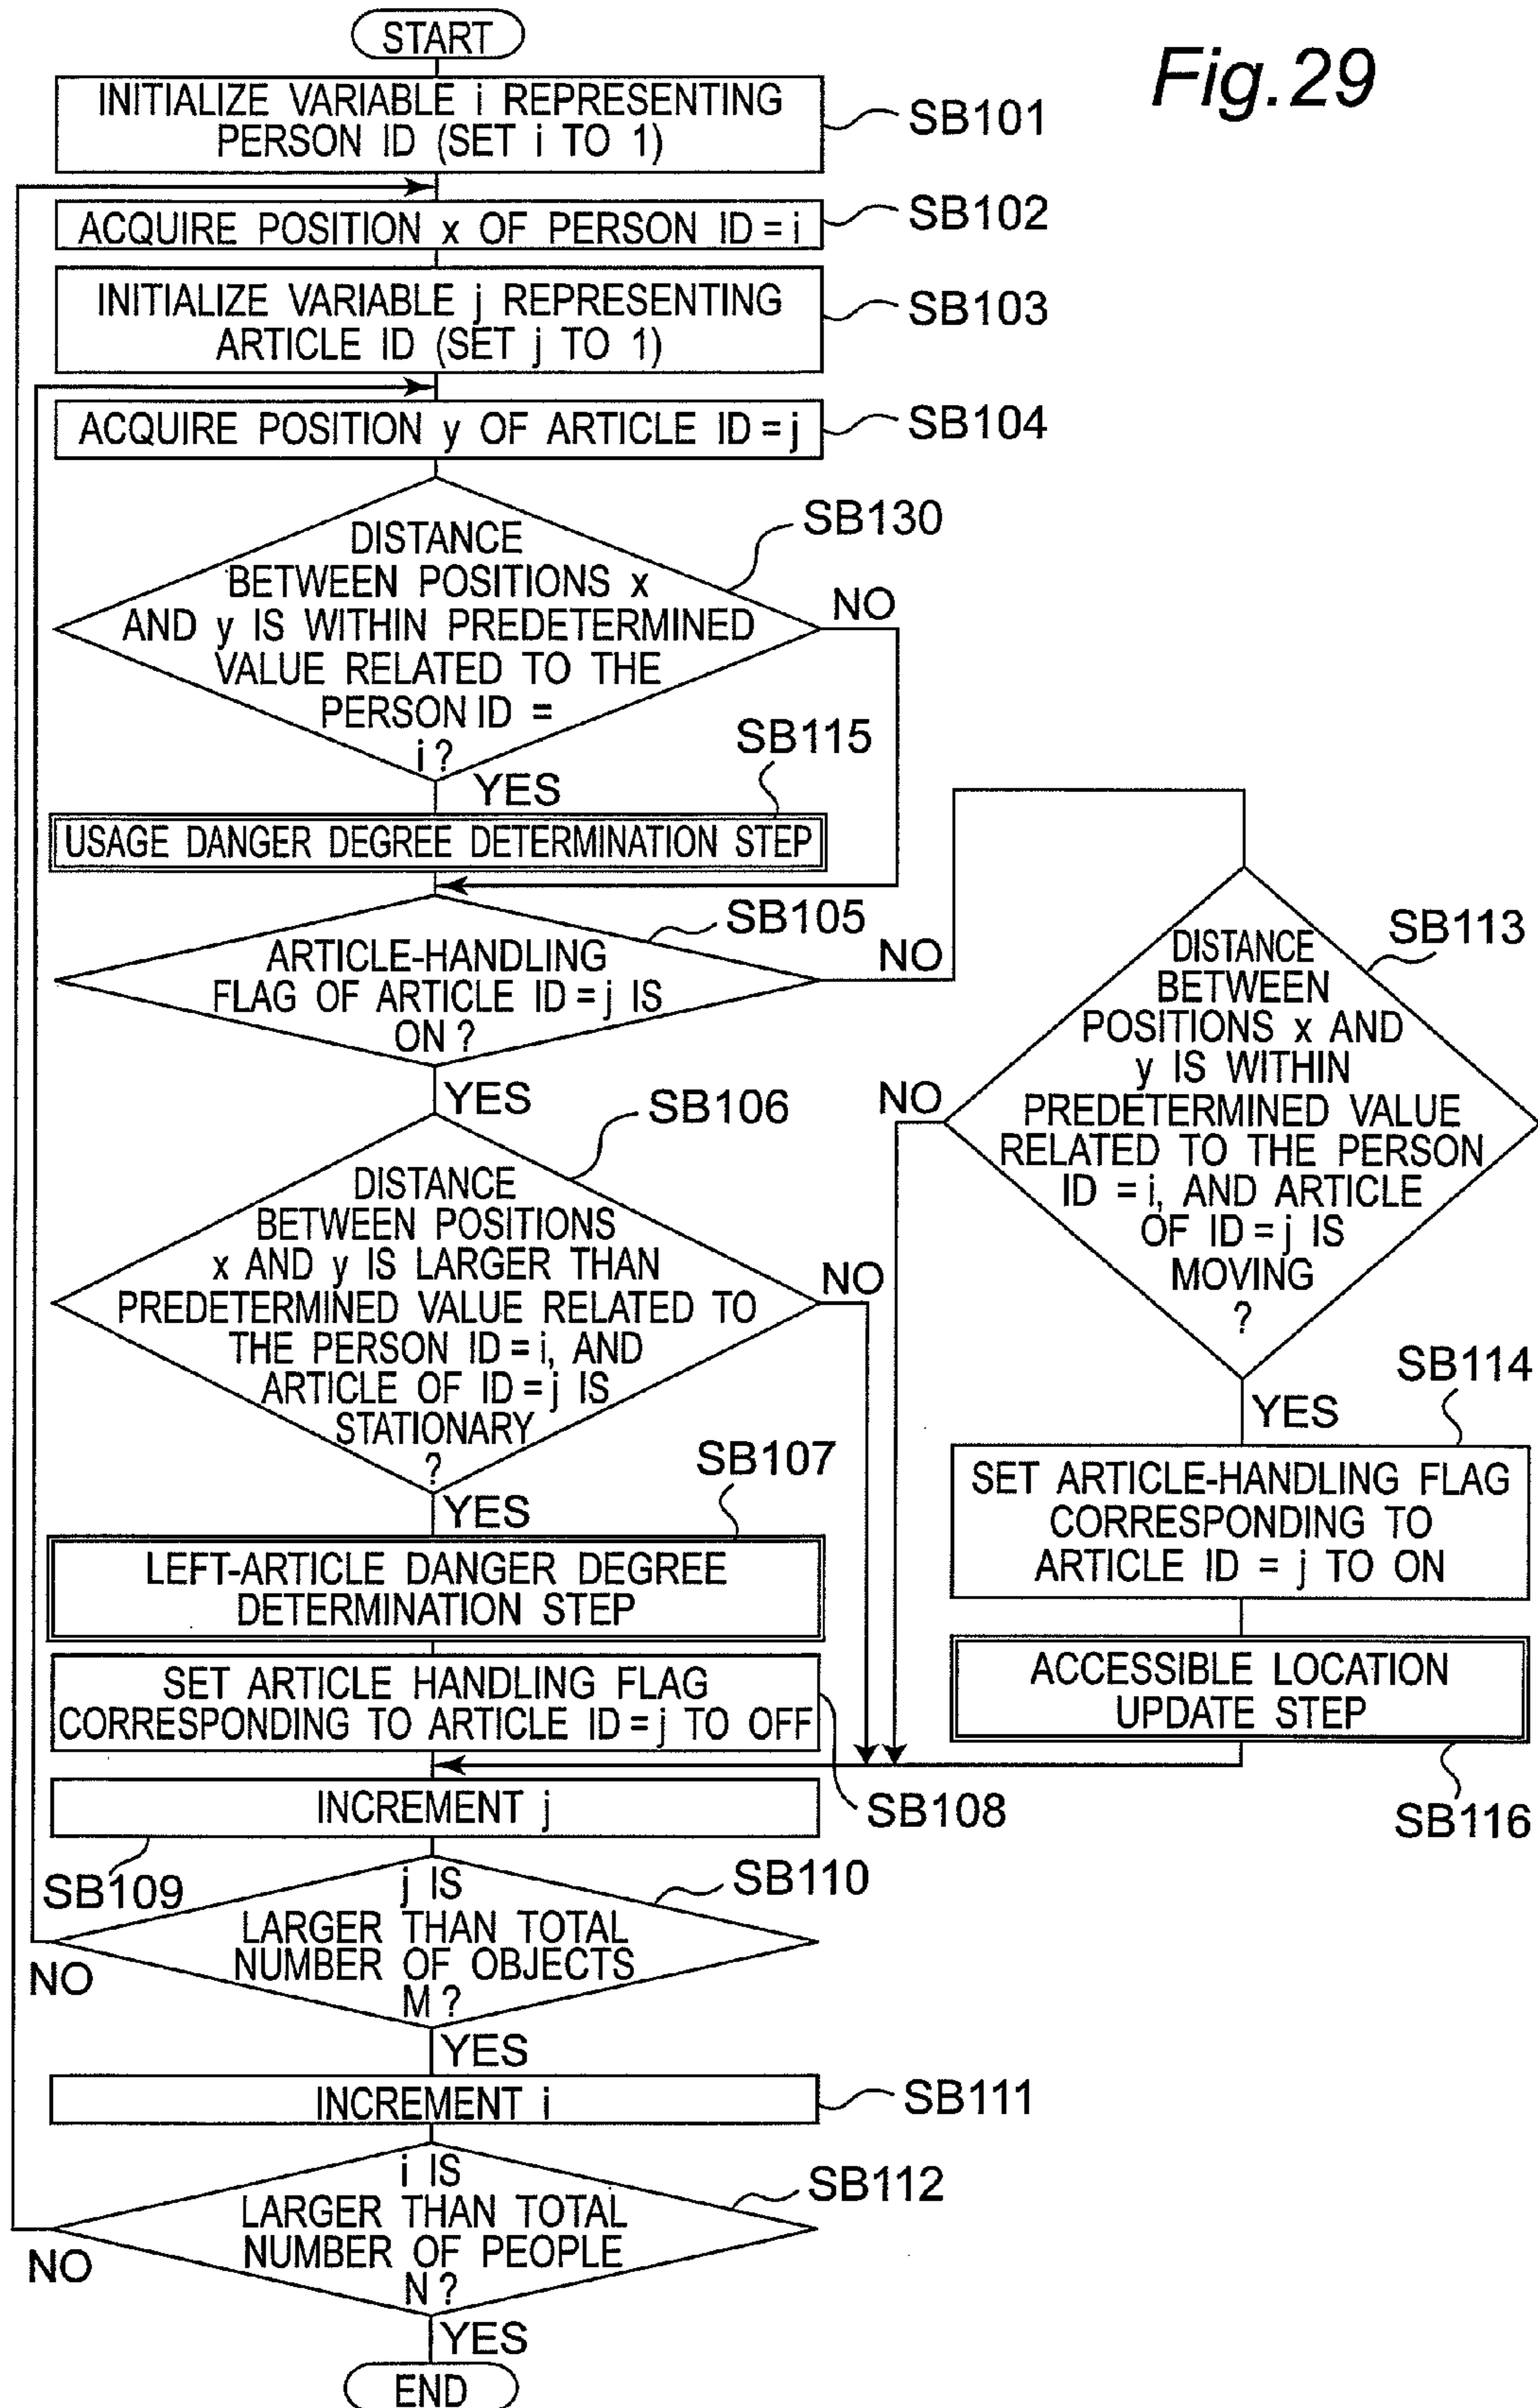 START
Fig.29
INITIALIZE VARIABLE i REPRESENTING
PERSON ID (SET i TO 1)
SB101
ACQUIRE POSITION x OF PERSON ID = i
SB102
INITIALIZE VARIABLE j REPRESENTING
ARTICLE ID (SET j TO 1)
SB103
ACQUIRE POSITION y OF ARTICLE ID = j
SB104
DISTANCE
BETWEEN POSITIONS x
AND y IS WITHIN PREDETERMINED
VALUE RELATED TO THE
PERSON ID =
i ?
SB130
NO
YES
SB115
USAGE DANGER DEGREE DETERMINATION STEP
SB105
ARTICLE-HANDLING
FLAG OF ARTICLE ID = j IS
ON ?
NO
YES
SB113
DISTANCE
BETWEEN
POSITIONS x AND
y IS WITHIN
PREDETERMINED VALUE
RELATED TO THE PERSON
ID = i, AND ARTICLE
OF ID = j IS
MOVING
?
NO
YES
SB106
DISTANCE
BETWEEN POSITIONS
x AND y IS LARGER THAN
PREDETERMINED VALUE RELATED TO
THE PERSON ID = i, AND
ARTICLE OF ID = j IS
STATIONARY
?
NO
YES
SB114
SET ARTICLE-HANDLING FLAG
CORRESPONDING TO
ARTICLE ID = j TO ON
SB107
LEFT-ARTICLE DANGER DEGREE
DETERMINATION STEP
ACCESSIBLE LOCATION
UPDATE STEP
SB116
SET ARTICLE HANDLING FLAG
CORRESPONDING TO ARTICLE ID = j TO OFF
SB108
INCREMENT j
SB109
j IS
LARGER THAN TOTAL
NUMBER OF OBJECTS
M ?
SB110
NO
YES
INCREMENT i
SB111
i IS
LARGER THAN TOTAL
NUMBER OF PEOPLE
N ?
SB112
NO
YES
END